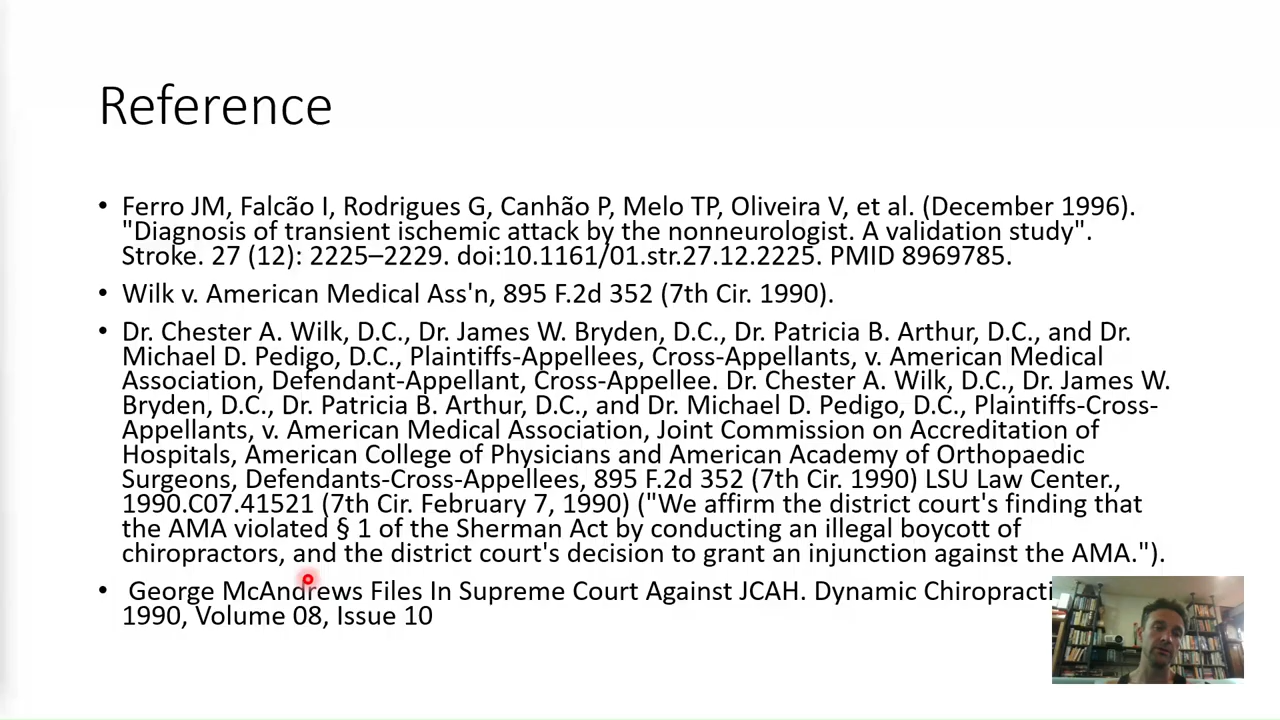 Reference
• Ferro JM, Falcão I, Rodrigues G, Canhão P, Melo TP, Oliveira V, et al. (December 1996).
"Diagnosis of transient ischemic attack by the nonneurologist. A validation study".
Stroke. 27 (12): 2225–2229. doi:10.1161/01.str.27.12.2225. PMID 8969785.
• Wilk v. American Medical Ass'n, 895 F.2d 352 (7th Cir. 1990).
• Dr. Chester A. Wilk, D.C., Dr. James W. Bryden, D.C., Dr. Patricia B. Arthur, D.C., and Dr.
Michael D. Pedigo, D.C., Plaintiffs-Appellees, Cross-Appellants, v. American Medical
Association, Defendant-Appellant, Cross-Appellee. Dr. Chester A. Wilk, D.C., Dr. James W.
Bryden, D.C., Dr. Patricia B. Arthur, D.C., and Dr. Michael D. Pedigo, D.C., Plaintiffs-Cross-
Appellants, v. American Medical Association, Joint Commission on Accreditation of
Hospitals, American College of Physicians and American Academy of Orthopaedic
Surgeons, Defendants-Cross-Appellees, 895 F.2d 352 (7th Cir. 1990) LSU Law Center.,
1990.C07.41521 (7th Cir. February 7, 1990) ("We affirm the district court's finding that
the AMA violated § 1 of the Sherman Act by conducting an illegal boycott of
chiropractors, and the district court's decision to grant an injunction against the AMA.").
• George McAndrews Files In Supreme Court Against JCAH. Dynamic Chiropracti
1990, Volume 08, Issue 10